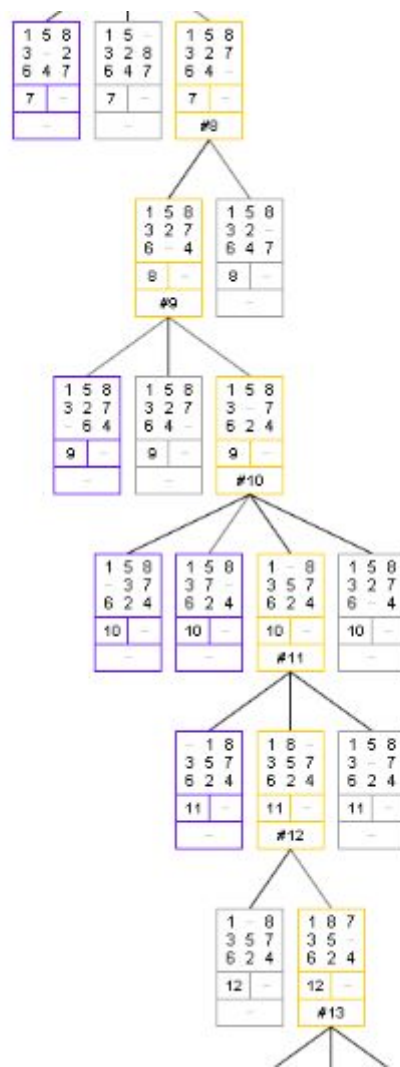 1 5 8
3 - 2
6 4 7
7 -
-
1 5 -
3 2 8
6 4 7
7 -
-
1 5 8
3 2 7
6 4 -
7 -
#8
1 5 8
3 2 7
6 - 4
8 -
#9
1 5 8
3 2 -
6 4 7
8 -
-
1 5 8
3 2 7
- 6 4
9 -
-
1 5 8
3 2 7
6 4 -
9 -
-
1 5 8
3 - 7
6 2 4
9 -
#10
1 5 8
- 3 7
6 2 4
10 -
-
1 5 8
3 7 -
6 2 4
10 -
-
1 - 8
3 5 7
6 2 4
10 -
#11
1 5 8
3 2 7
6 - 4
10 -
-
- 1 8
3 5 7
6 2 4
11 -
-
1 8 -
3 5 7
6 2 4
11 -
#12
1 5 8
3 - 7
6 2 4
11 -
-
1 - 8
3 5 7
6 2 4
12 -
-
1 8 7
3 5 -
6 2 4
12 -
#13